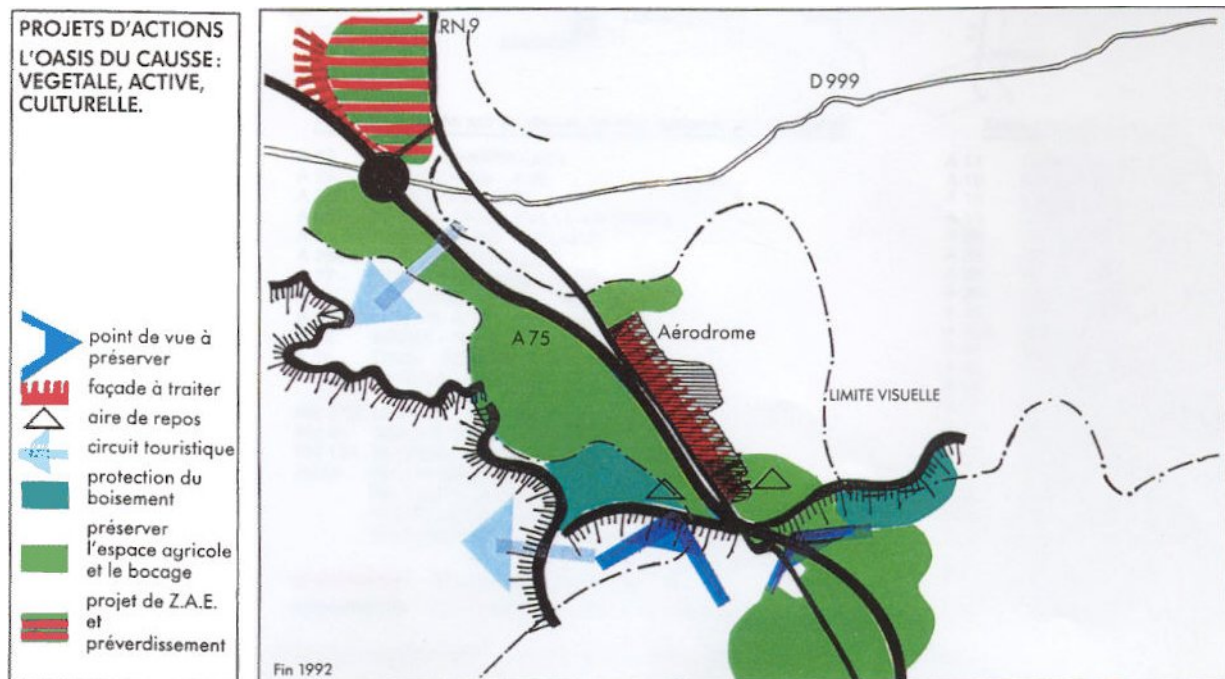 PROJETS D'ACTIONS
L'OASIS DU CAUSSE :
VEGETALE, ACTIVE,
CULTURELLE.
point de vue à
préserver
façade à traiter
aire de repos
circuit touristique
protection du
boisement
préserver
l'espace agricole
et le bocage
projet de Z.A.E.
et
préverdissement
RN 9
D 999
A 75
Aérodrome
LIMITE VISUELLE
Fin 1992